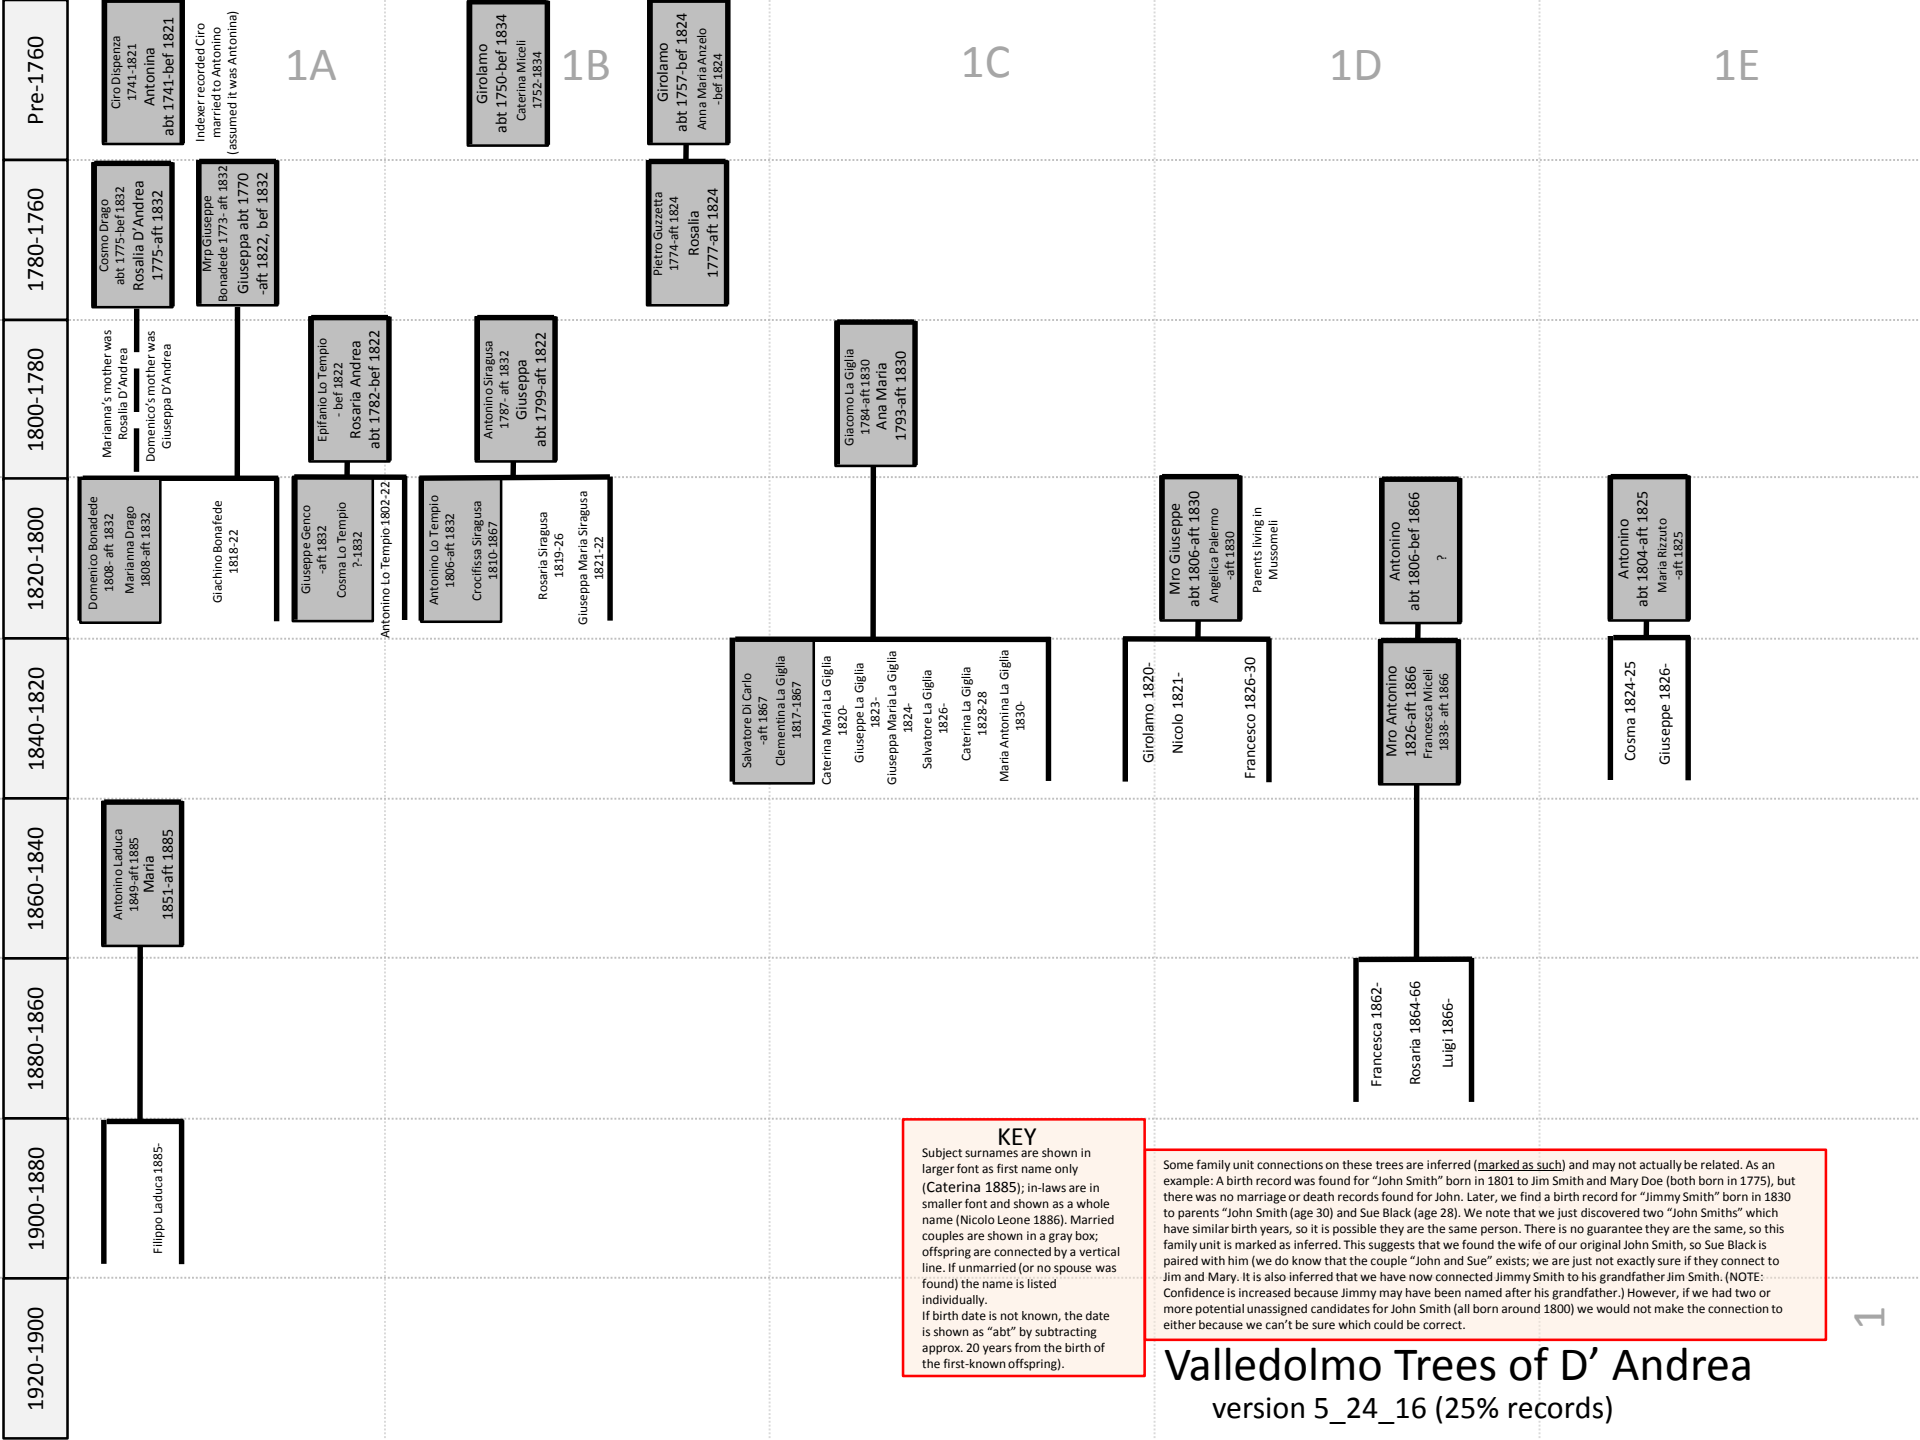 Pre-1760
1780-1760
1800-1780
1820-1800
1840-1820
1860-1840
1880-1860
1900-1880
1920-1900
1A
1B
1C
1D
1E
Ciro Dispenza
1741-1821
Antonina
abt 1741-bef 1821
Indexer recorded Ciro
married to Antonino
(assumed it was Antonina)
Girolamo
abt 1750-bef 1834
Caterina Miceli
1752-1834
Girolamo
abt 1757-bef 1824
Anna Maria Anzelo
-bef 1824
Cosmo Drago
abt 1775-bef 1832
Rosalia D'Andrea
1775-aft 1832
Mrp Giuseppe
Bonadede 1773- aft 1832
Giuseppa abt 1770
-aft 1822, bef 1832
Pietro Guzzetta
1774-aft 1824
Rosalia
1777-aft 1824
Marianna's mother was
Rosalia D'Andrea
Domenico's mother was
Giuseppa D'Andrea
Epifanio Lo Tempio
- bef 1822
Rosaria Andrea
abt 1782-bef 1822
Antonino Siragusa
1787- aft 1832
Giuseppa
abt 1799-aft 1822
Giacomo La Giglia
1784-aft 1830
Ana Maria
1793-aft 1830
Domenico Bonadede
1808- aft 1832
Marianna Drago
1808-aft 1832
Giachino Bonafede
1818-22
Giuseppe Genco
-aft 1832
Cosma Lo Tempio
?-1832
Antonino Lo Tempio 1802-22
Antonino Lo Tempio
1806-aft 1832
Crocifissa Siragusa
1810-1867
Rosaria Siragusa
1819-26
Giuseppa Maria Siragusa
1821-22
Mro Giuseppe
abt 1806-aft 1830
Angelica Palermo
-aft 1830
Parents living in
Mussomeli
Antonino
abt 1806-bef 1866
?
Antonino
abt 1804-aft 1825
Maria Rizzuto
-aft 1825
Salvatore Di Carlo
-aft 1867
Clementina La Giglia
1817-1867
Caterina Maria La Giglia
1820-
Giuseppe La Giglia
1823-
Giuseppa Maria La Giglia
1824-
Salvatore La Giglia
1826-
Caterina La Giglia
1828-28
Maria Antonina La Giglia
1830-
Girolamo 1820-
Nicolo 1821-
Francesco 1826-30
Mro Antonino
1826-aft 1866
Francesca Miceli
1838- aft 1866
Cosma 1824-25
Giuseppe 1826-
Antonino Laduca
1849-aft 1885
Maria
1851-aft 1885
Francesca 1862-
Rosaria 1864-66
Luigi 1866-
Filippo Laduca 1885-
KEY
Subject surnames are shown in
larger font as first name only
(Caterina 1885); in-laws are in
smaller font and shown as a whole
name (Nicolo Leone 1886). Married
couples are shown in a gray box;
offspring are connected by a vertical
line. If unmarried (or no spouse was
found) the name is listed
individually.
If birth date is not known, the date
is shown as "abt" by subtracting
approx. 20 years from the birth of
the first-known offspring).
Some family unit connections on these trees are inferred (marked as such) and may not actually be related. As an
example: A birth record was found for "John Smith" born in 1801 to Jim Smith and Mary Doe (both born in 1775), but
there was no marriage or death records found for John. Later, we find a birth record for "Jimmy Smith" born in 1830
to parents "John Smith (age 30) and Sue Black (age 28). We note that we just discovered two "John Smiths" which
have similar birth years, so it is possible they are the same person. There is no guarantee they are the same, so this
family unit is marked as inferred. This suggests that we found the wife of our original John Smith, so Sue Black is
paired with him (we do know that the couple "John and Sue" exists; we are just not exactly sure if they connect to
Jim and Mary. It is also inferred that we have now connected Jimmy Smith to his grandfather Jim Smith. (NOTE:
Confidence is increased because Jimmy may have been named after his grandfather.) However, if we had two or
more potential unassigned candidates for John Smith (all born around 1800) we would not make the connection to
either because we can't be sure which could be correct.
1
Valledolmo Trees of D' Andrea
version 5_24_16 (25% records)